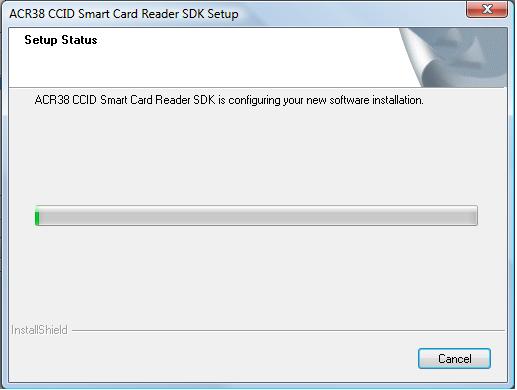 ACR38 CCID Smart Card Reader SDK Setup
Setup Status
ACR38 CCID Smart Card Reader SDK is configuring your new software installation.
InstallShield
Cancel